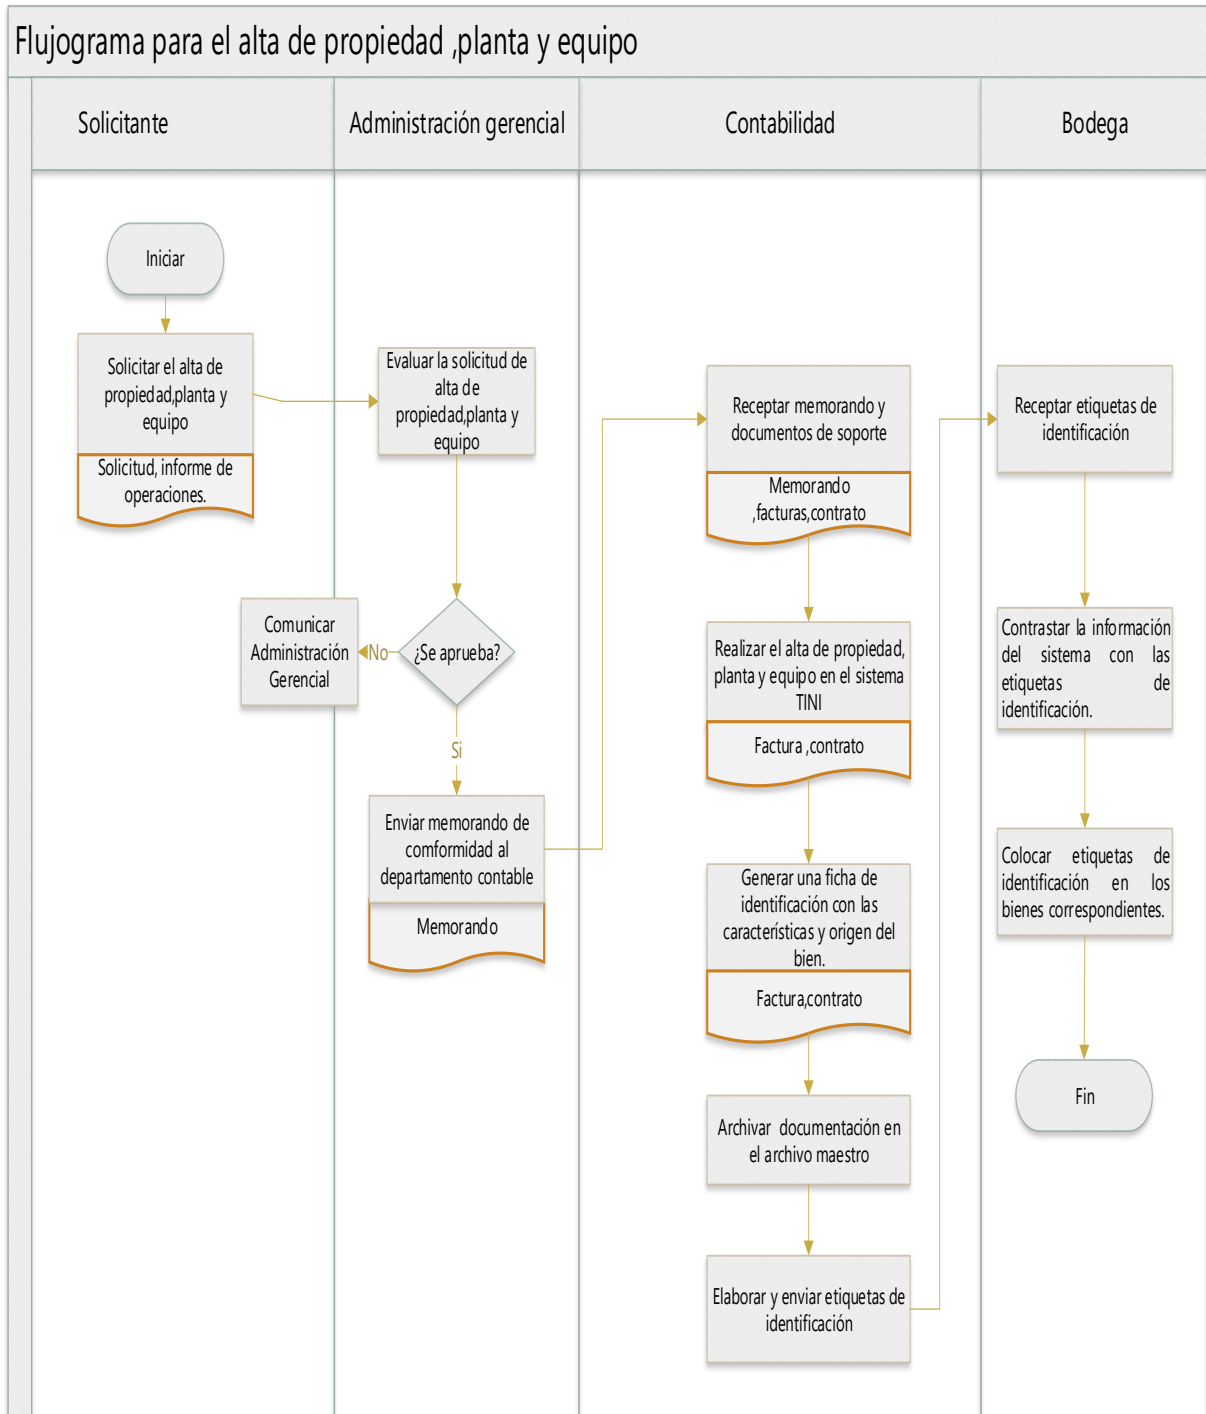 Flujograma para el alta de propiedad ,planta y equipo
Solicitante
Administración gerencial
Contabilidad
Bodega
Iniciar
Solicitar el alta de
propiedad,planta y
equipo
Solicitud, informe de
operaciones.
Evaluar la solicitud de
alta de
propiedad,planta y
equipo
¿Se aprueba?
No
Comunicar
Administración
Gerencial
Si
Enviar memorando de
comformidad al
departamento contable
Memorando
Receptar memorando y
documentos de soporte
Memorando
,facturas,contrato
Realizar el alta de propiedad,
planta y equipo en el sistema
TINI
Factura ,contrato
Generar una ficha de
identificación con las
características y origen del
bien.
Factura,contrato
Archivar documentación en
el archivo maestro
Elaborar y enviar etiquetas de
identificación
Receptar etiquetas de
identificación
Contrastar la información
del sistema con las
etiquetas de
identificación.
Colocar etiquetas de
identificación en los
bienes correspondientes.
Fin